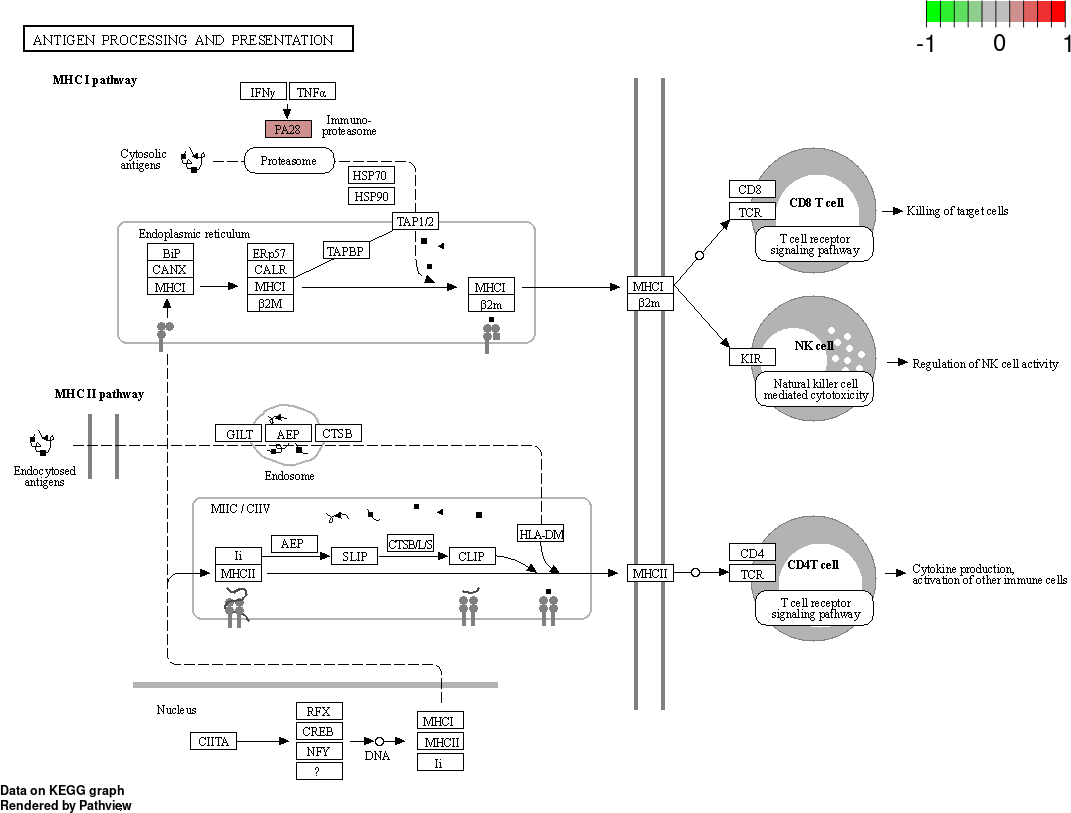 -1 0 1
ANTIGEN PROCESSING AND PRESENTATION
MHC I pathway
IFNγ TNFα
PA28
Immuno-
proteasome
Cytosolic
antigens
Proteasome
HSP70
HSP90
TAP1/2
Endoplasmic reticulum
BiP
CANX
MHCI
ERp57
CALR
MHCI
β2M
TAPBP
MHCI
β2m
MHCI
β2m
CD8
TCR
CD8 T cell
T cell receptor
signaling pathway
Killing of target cells
KIR
NK cell
Natural killer cell
mediated cytotoxicity
Regulation of NK cell activity
MHC II pathway
Endocytosed
antigens
GILT AEP CTSB
Endosome
MIIC / CIIV
Ii
MHCII
AEP
SLIP
CTSB/L/S
CLIP
HLA-DM
MHCII
CD4
TCR
CD4T cell
T cell receptor
signaling pathway
Cytokine production,
activation of other immune cells
Nucleus
CIITA
RFX
CREB
NFY
?
DNA
MHCI
MHCII
Ii
Data on KEGG graph
Rendered by Pathview